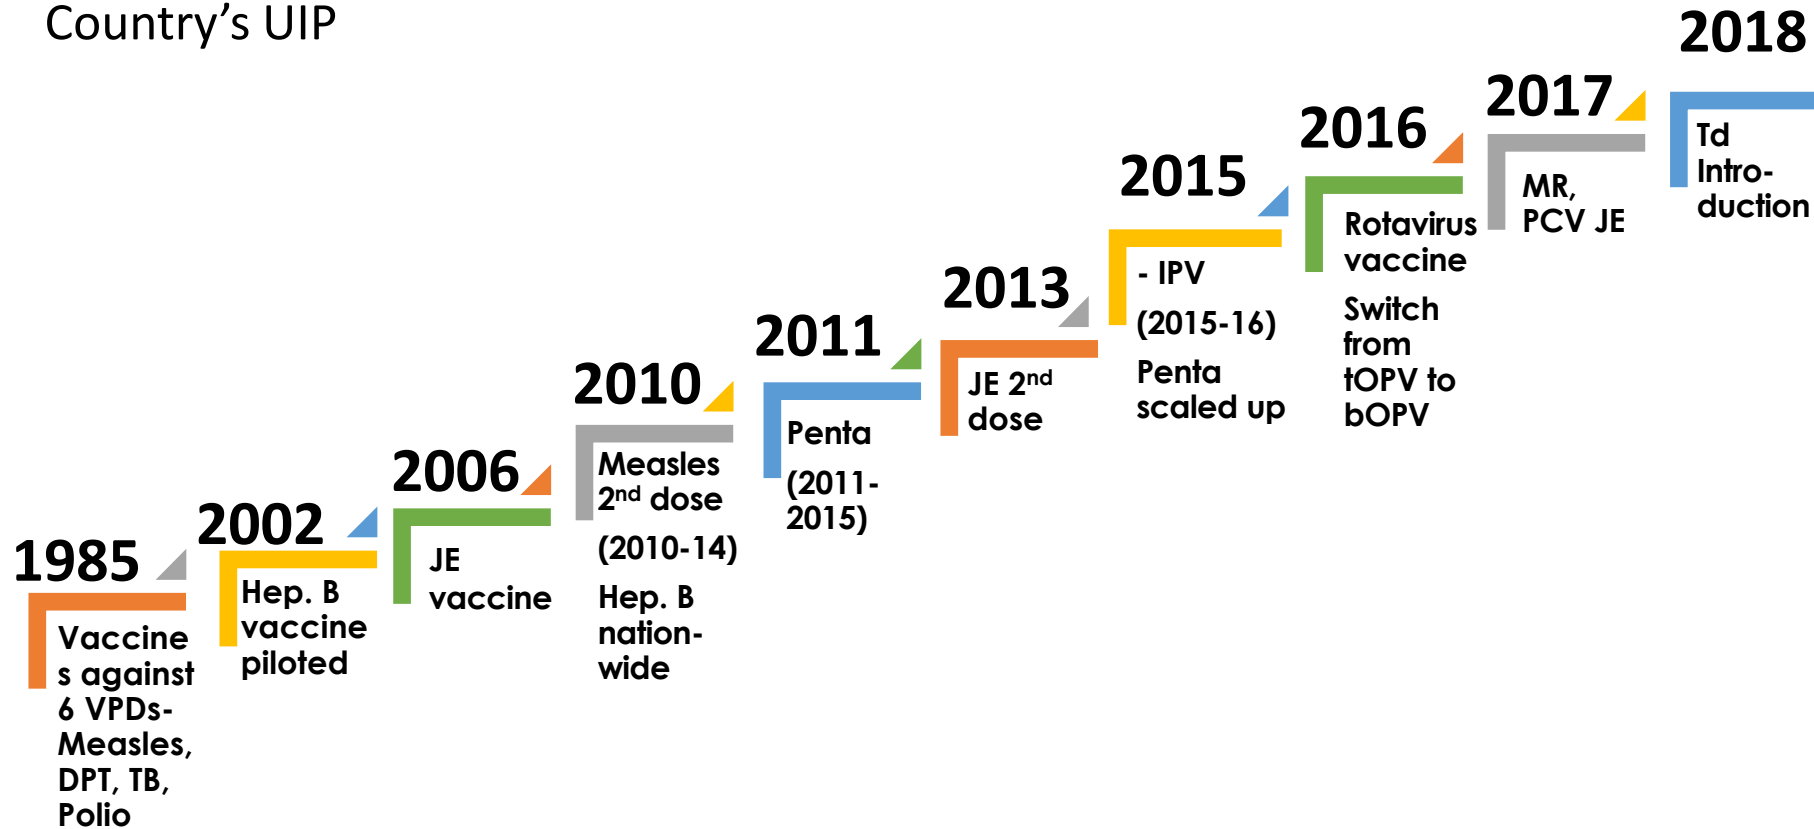 Country's UIP
1985
Vaccine
s against
6 VPDs-
Measles,
DPT, TB,
Polio
2002
Hep. B
vaccine
piloted
2006
JE
vaccine
2010
Measles
2nd dose
(2010-14)
Hep. B
nation-
wide
2011
Penta
(2011-
2015)
2013
JE 2nd
dose
2015
- IPV
(2015-16)
Penta
scaled up
2016
Rotavirus
vaccine
Switch
from
tOPV to
bOPV
2017
MR,
PCV JE
2018
Td
Intro-
duction